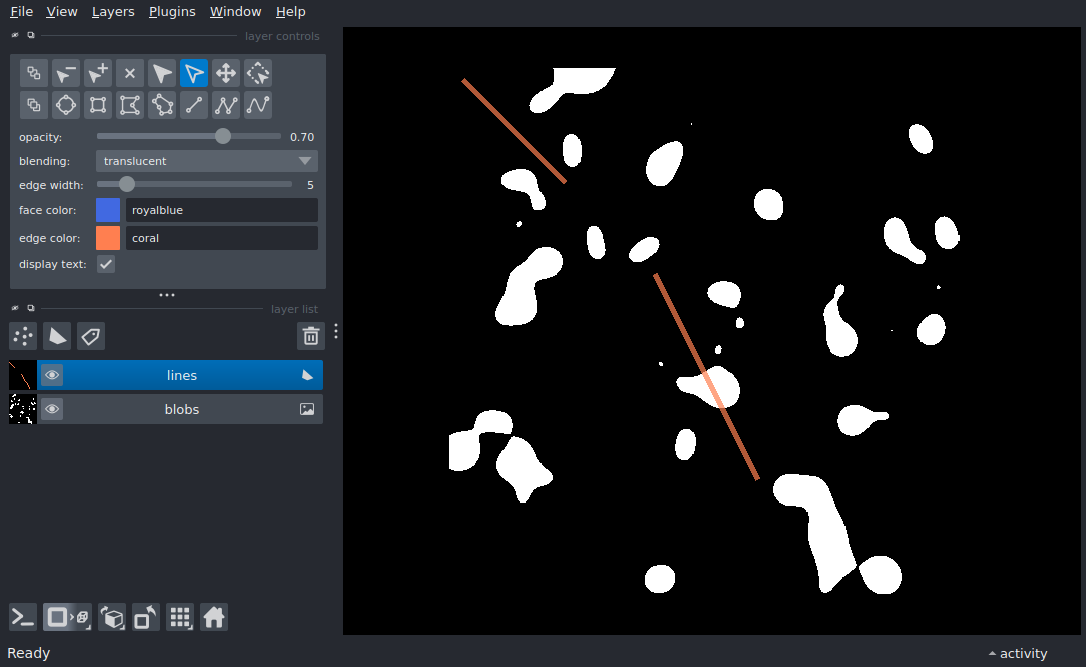 File View Layers Plugins Window Help
layer controls
opacity: 0.70
blending: translucent
edge width: 5
face color: royalblue
edge color: coral
display text:
layer list
lines
blobs
Ready
activity